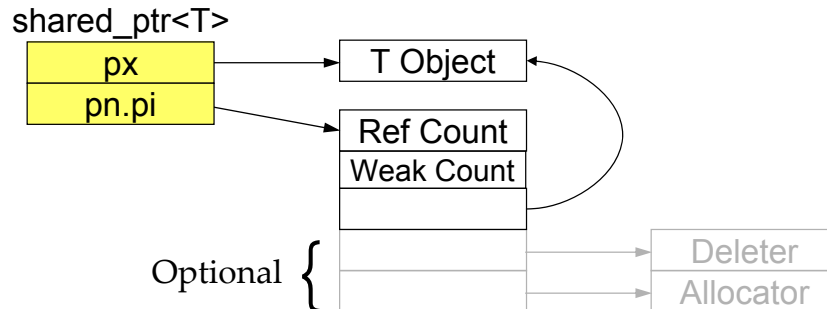 shared_ptr<T>
px
T Object
pn.pi
Ref Count
Weak Count
Optional {
Deleter
Allocator